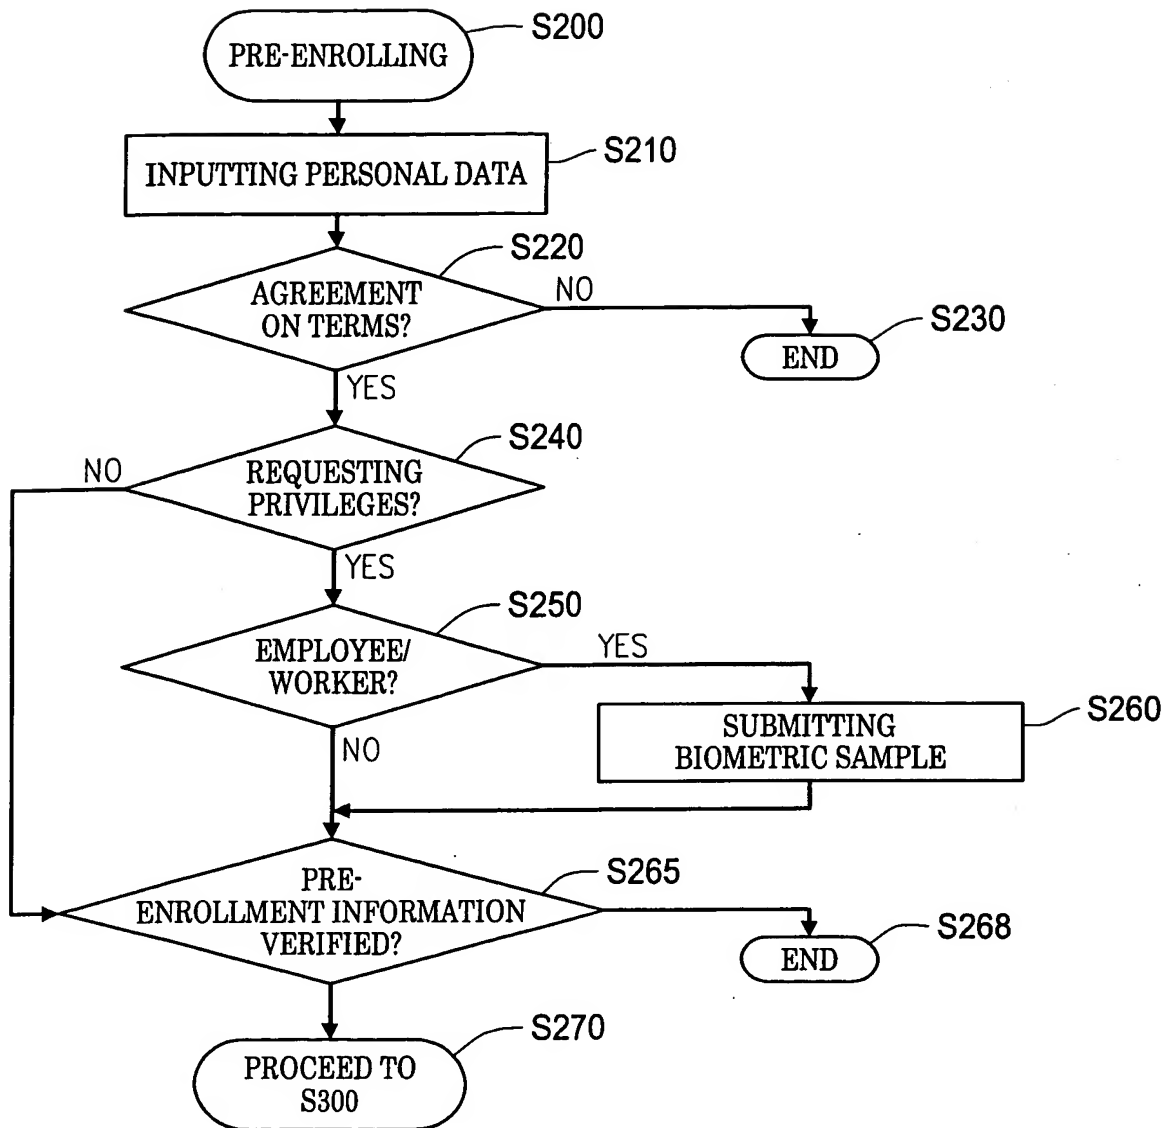 S200
PRE-ENROLLING
S210
INPUTTING PERSONAL DATA
S220
AGREEMENT
ON TERMS?
NO
S230
END
YES
S240
NO
REQUESTING
PRIVILEGES?
YES
S250
EMPLOYEE/
WORKER?
YES
S260
SUBMITTING
BIOMETRIC SAMPLE
NO
S265
PRE-
ENROLLMENT INFORMATION
VERIFIED?
S268
END
S270
PROCEED TO
S300